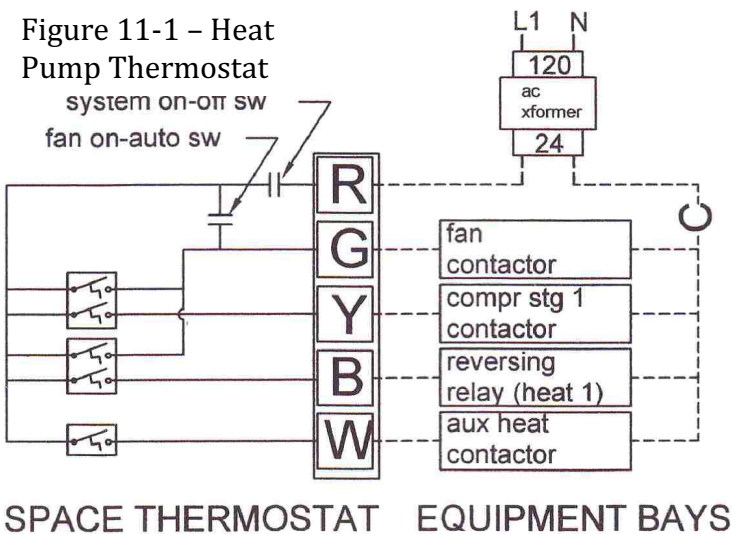 Figure 11-1 – Heat
Pump Thermostat
system on-off sw
fan on-auto sw
L1 N
120
ac
xformer
24
R
G
Y
B
W
C
fan
contactor
compr stg 1
contactor
reversing
relay (heat 1)
aux heat
contactor
SPACE THERMOSTAT EQUIPMENT BAYS